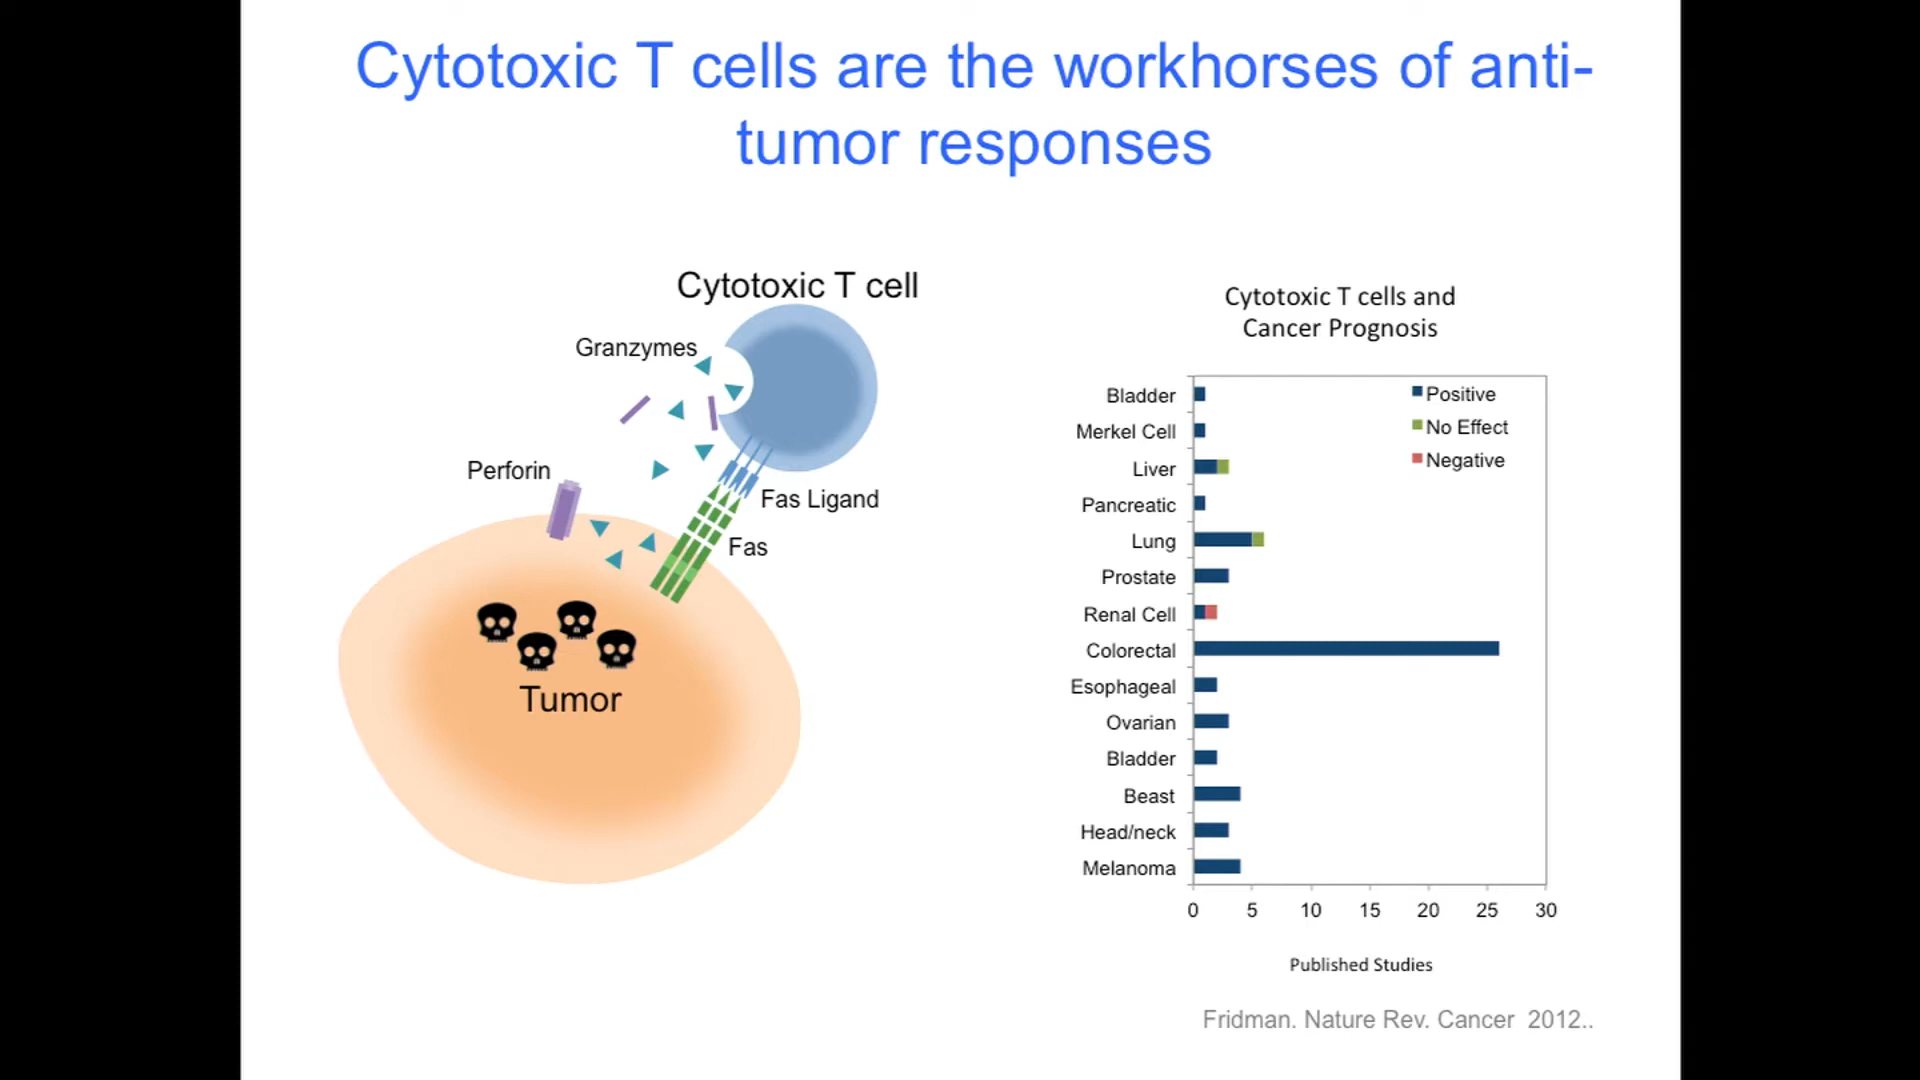 Cytotoxic T cells are the workhorses of anti-
tumor responses
Cytotoxic T cell
Granzymes
Perforin
Fas Ligand
Fas
Tumor
Cytotoxic T cells and
Cancer Prognosis
Positive
No Effect
Negative
Bladder
Merkel Cell
Liver
Pancreatic
Lung
Prostate
Renal Cell
Colorectal
Esophageal
Ovarian
Bladder
Beast
Head/neck
Melanoma
0 5 10 15 20 25 30
Published Studies
Fridman. Nature Rev. Cancer 2012..